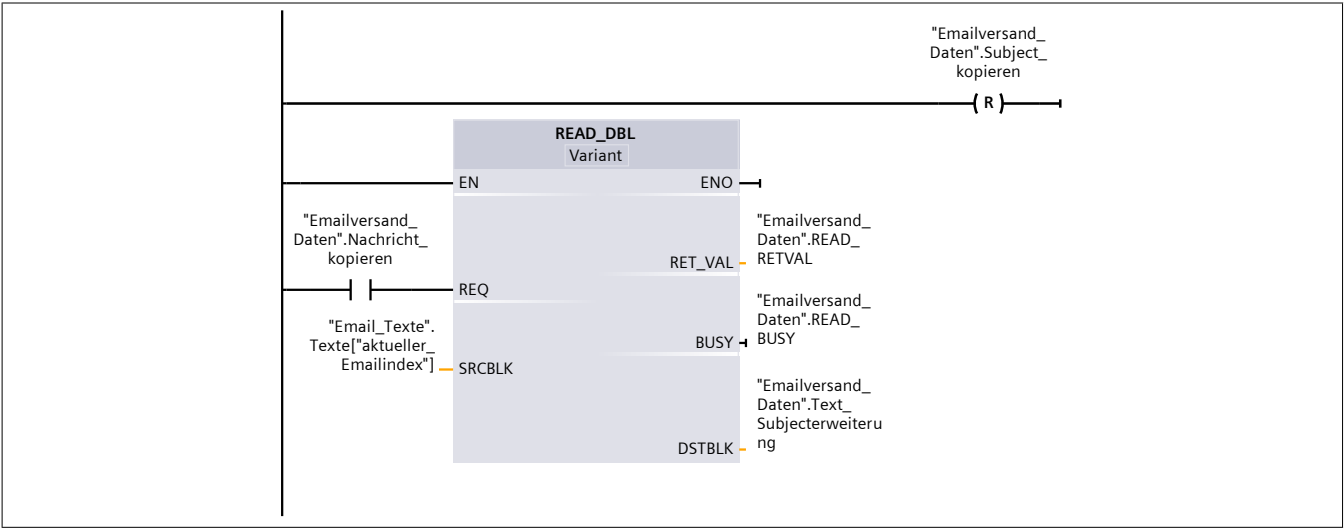 "Emailversand_
Daten".Subject_
kopieren
R
READ_DBL
Variant
EN
ENO
"Emailversand_
Daten".Nachricht_
kopieren
"Emailversand_
Daten".READ_
RETVAL
RET_VAL
REQ
"Emailversand_
Daten".READ_
BUSY
"Email_Texte".
Texte["aktueller_
Emailindex"]
BUSY
SRCBLK
"Emailversand_
Daten".Text_
Subjecterweiteru
ng
DSTBLK